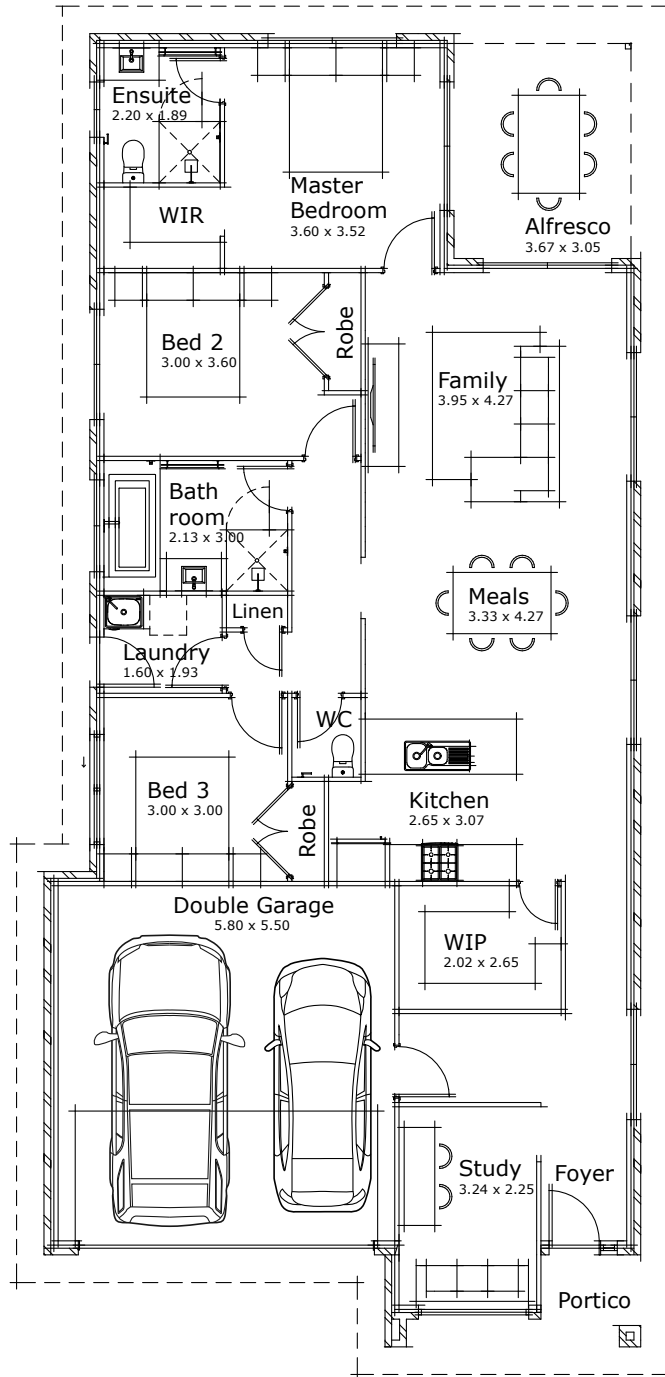 Ensuite
2.20 x 1.89
WIR
Master
Bedroom
3.60 x 3.52
Alfresco
3.67 x 3.05
Bed 2
3.00 x 3.60
Robe
Family
3.95 x 4.27
Bath
room
2.13 x 3.00
Meals
3.33 x 4.27
Linen
Laundry
1.60 x 1.93
WC
Bed 3
3.00 x 3.00
Robe
Kitchen
2.65 x 3.07
Double Garage
5.80 x 5.50
WIP
2.02 x 2.65
Study
3.24 x 2.25
Foyer
Portico